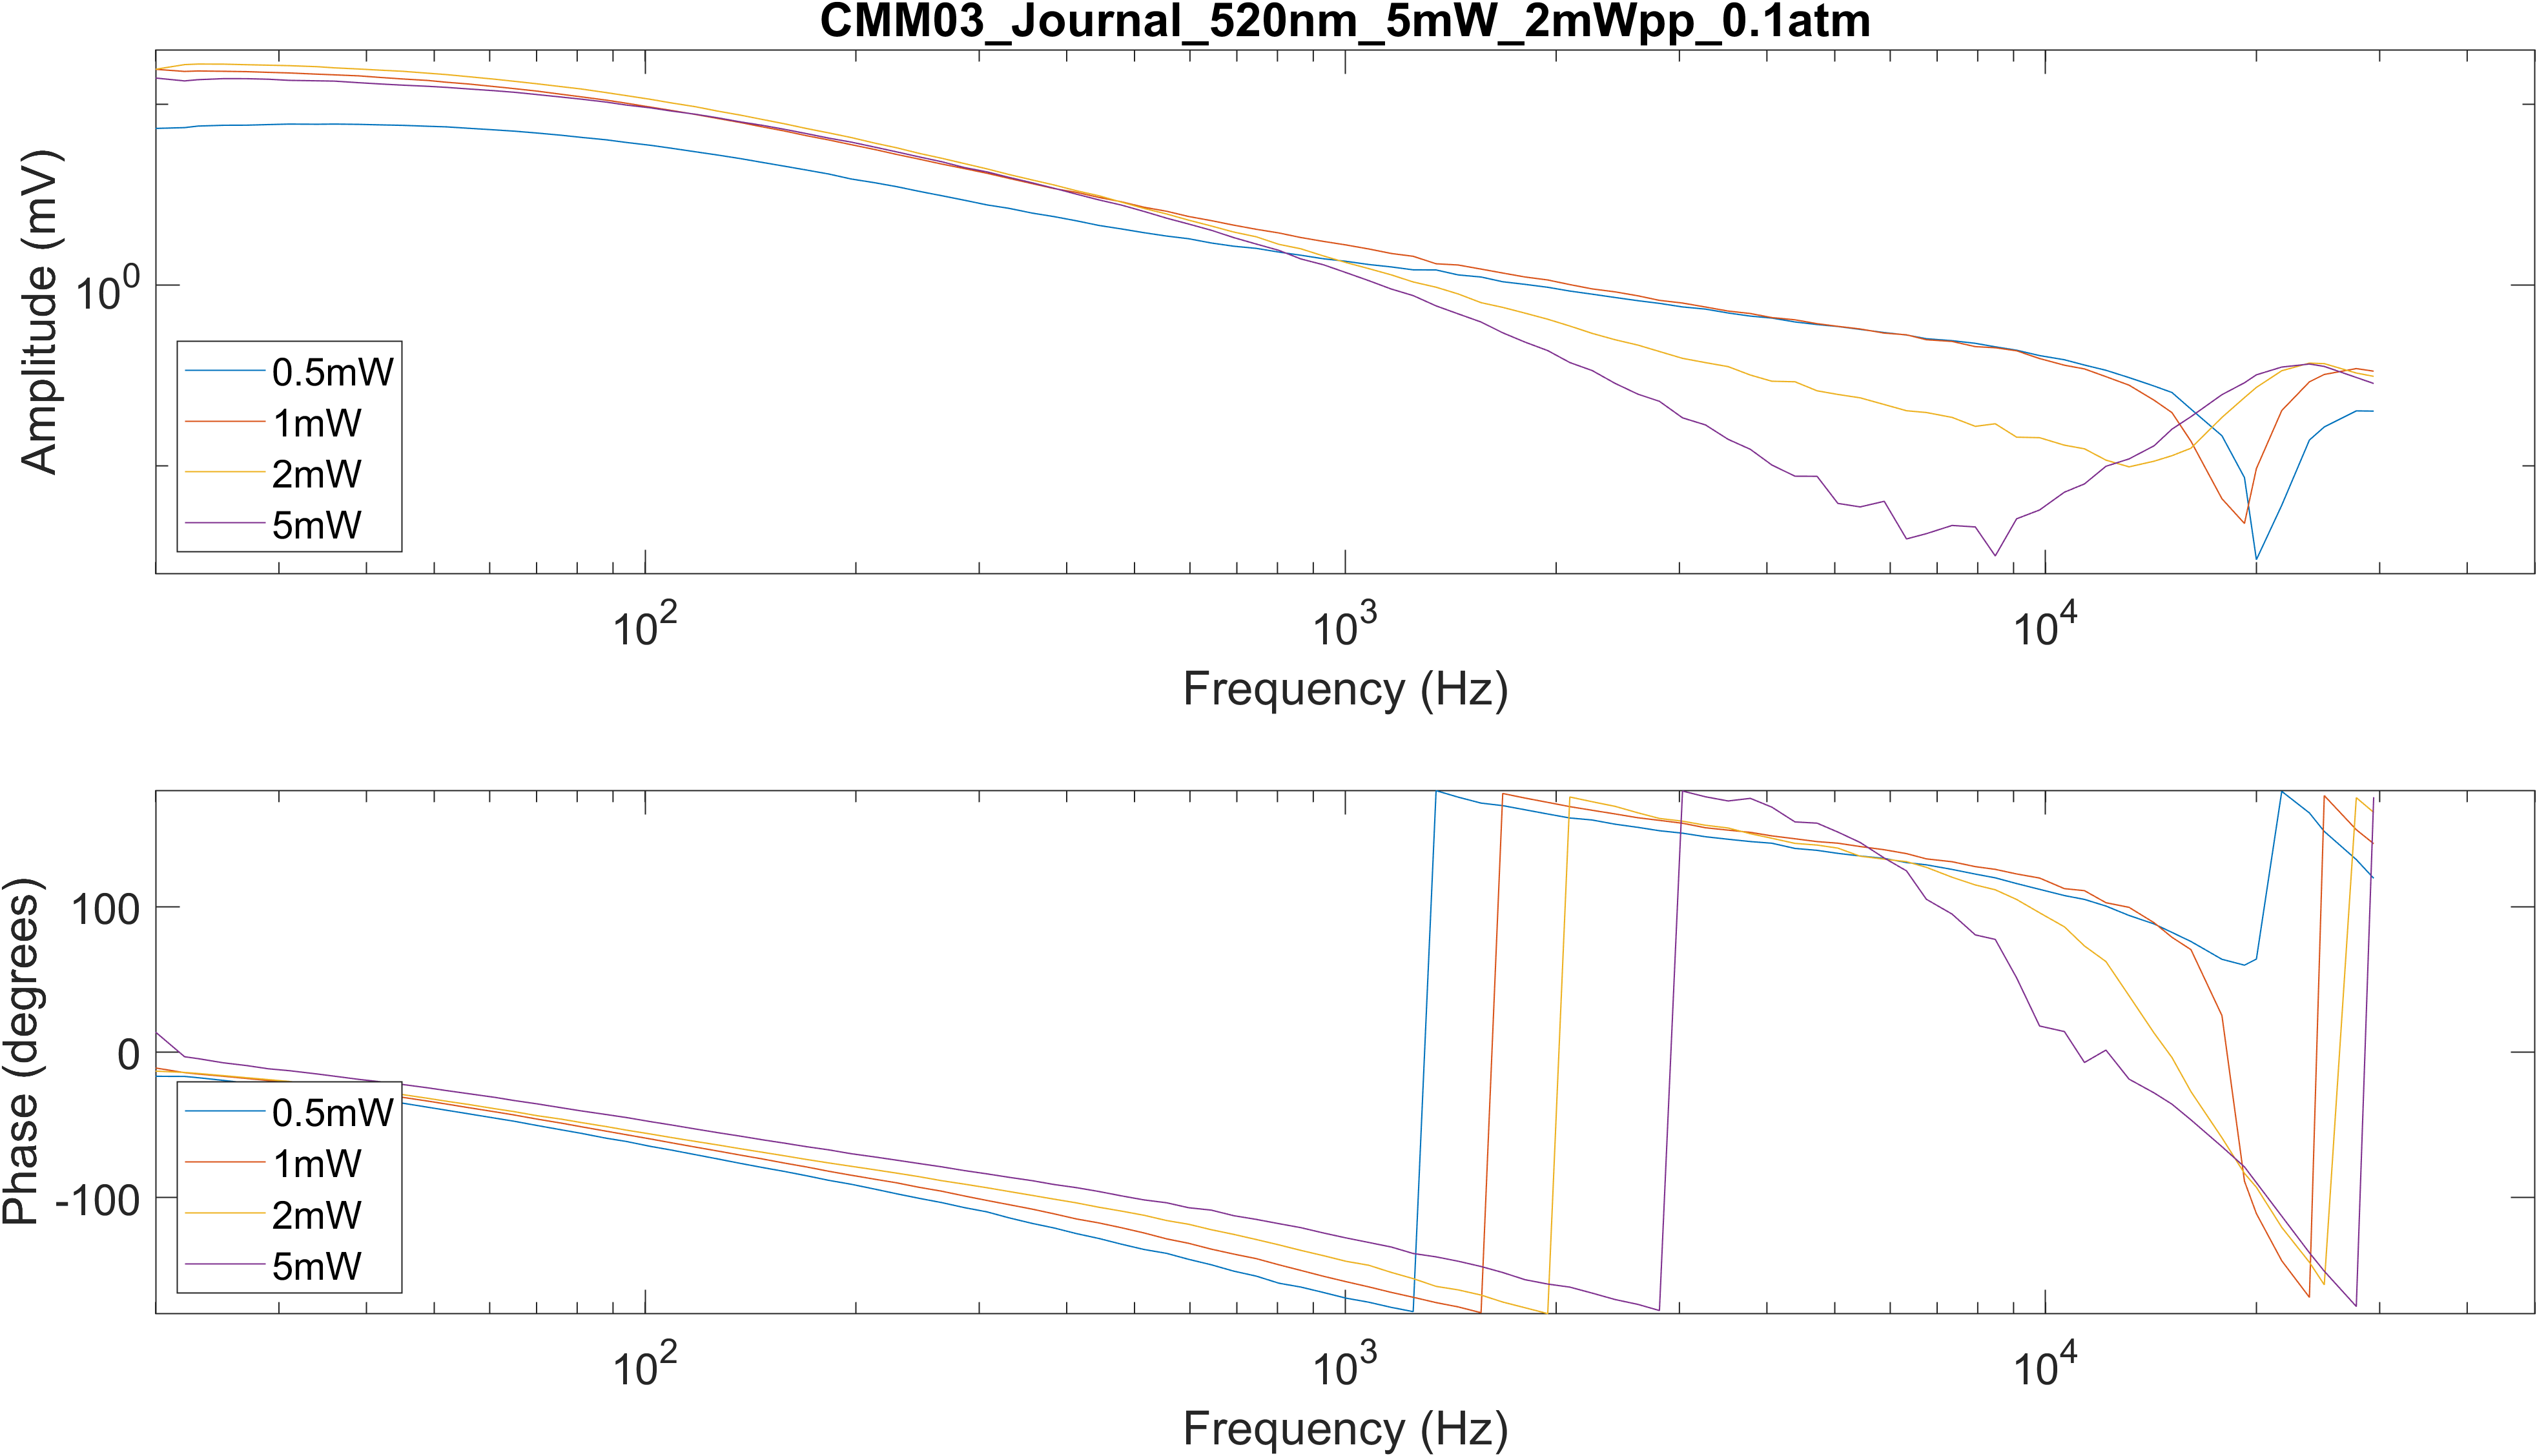 CMM03_Journal_520nm_5mW_2mWpp_0.1atm
Amplitude (mV)
10^0
0.5mW
1mW
2mW
5mW
10^2
10^3
10^4
Frequency (Hz)
Phase (degrees)
100
0
-100
0.5mW
1mW
2mW
5mW
10^2
10^3
10^4
Frequency (Hz)